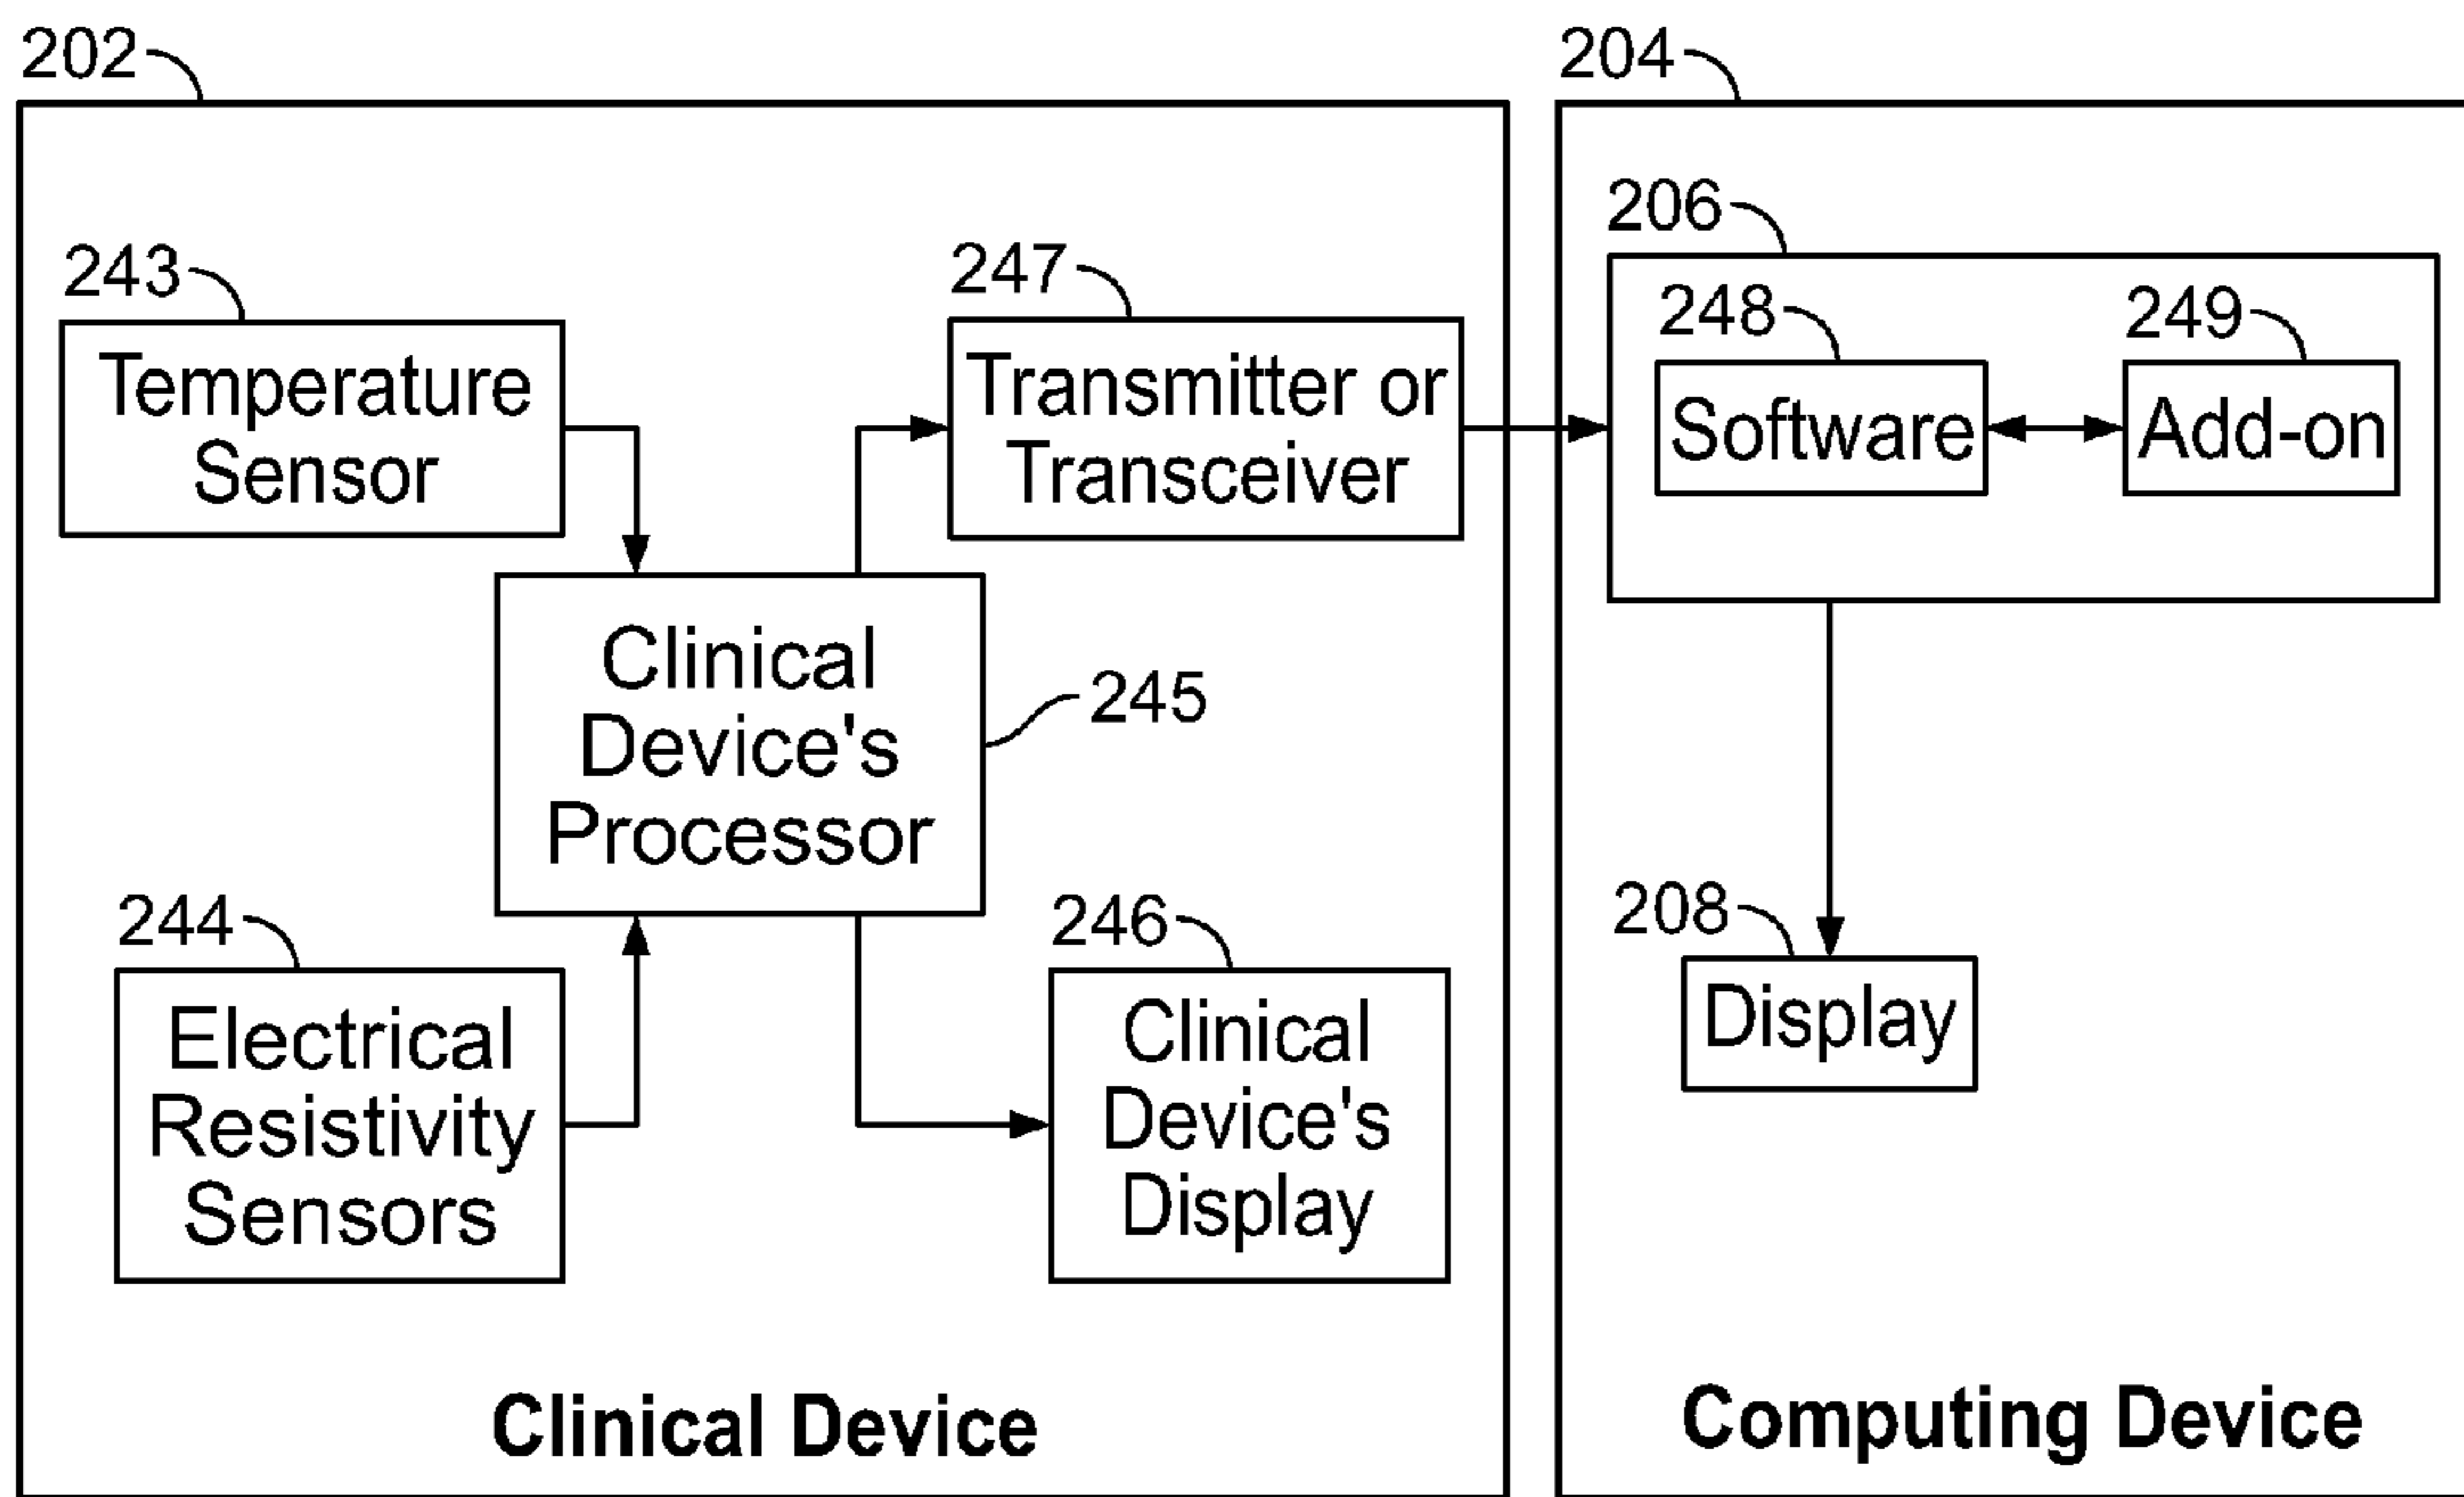 202
204
206
243
Temperature
Sensor
247
Transmitter or
Transceiver
248
Software
249
Add-on
Clinical
Device's
Processor
245
244
Electrical
Resistivity
Sensors
246
Clinical
Device's
Display
208
Display
Clinical Device
Computing Device